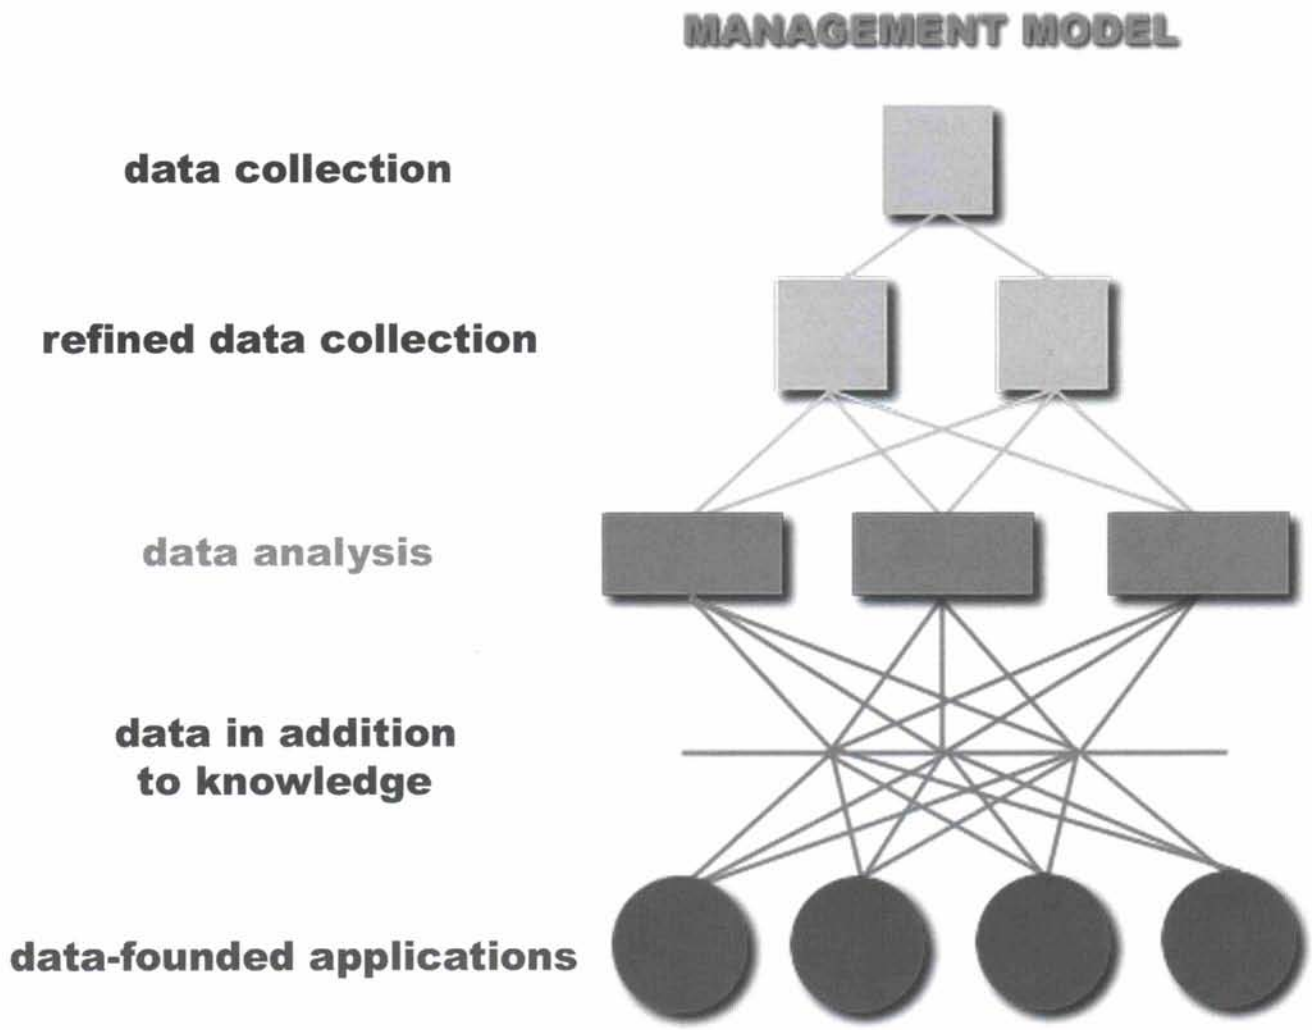 MANAGEMENT MODEL
data collection
refined data collection
data analysis
data in addition
to knowledge
data-founded applications